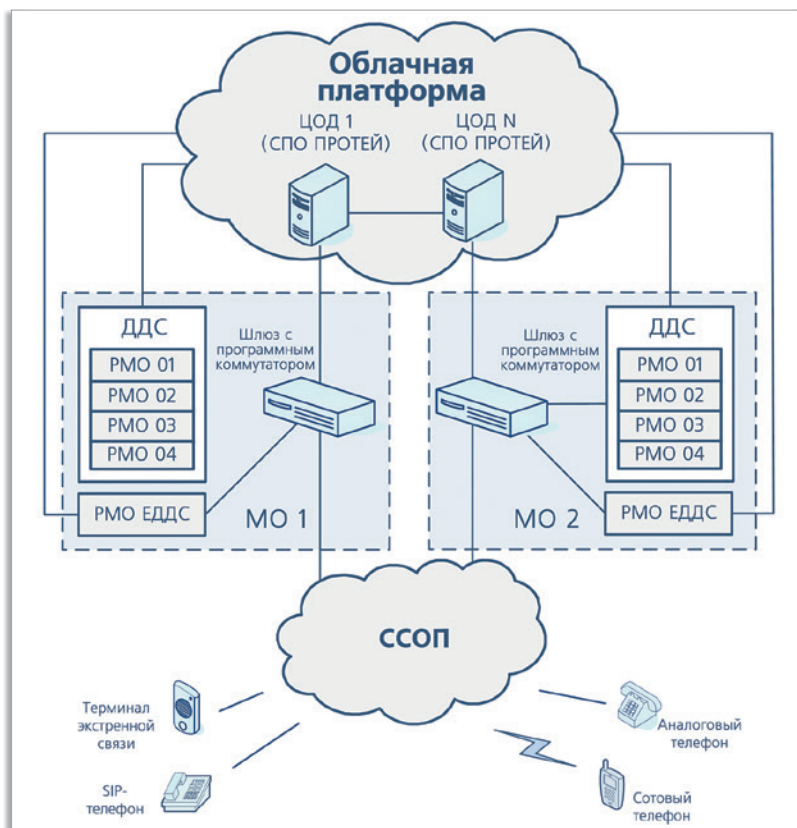 Облачная
платформа
ЦОД 1
(СПО ПРОТЕЙ)
ЦОД N
(СПО ПРОТЕЙ)
ДДС
РМО 01
РМО 02
РМО 03
РМО 04
РМО ЕДДС
Шлюз с
программным
коммутатором
МО 1
Шлюз с
программным
коммутатором
МО 2
ДДС
РМО 01
РМО 02
РМО 03
РМО 04
РМО ЕДДС
ССОП
Терминал
экстренной
связи
SIP-
телефон
Аналоговый
телефон
Сотовый
телефон